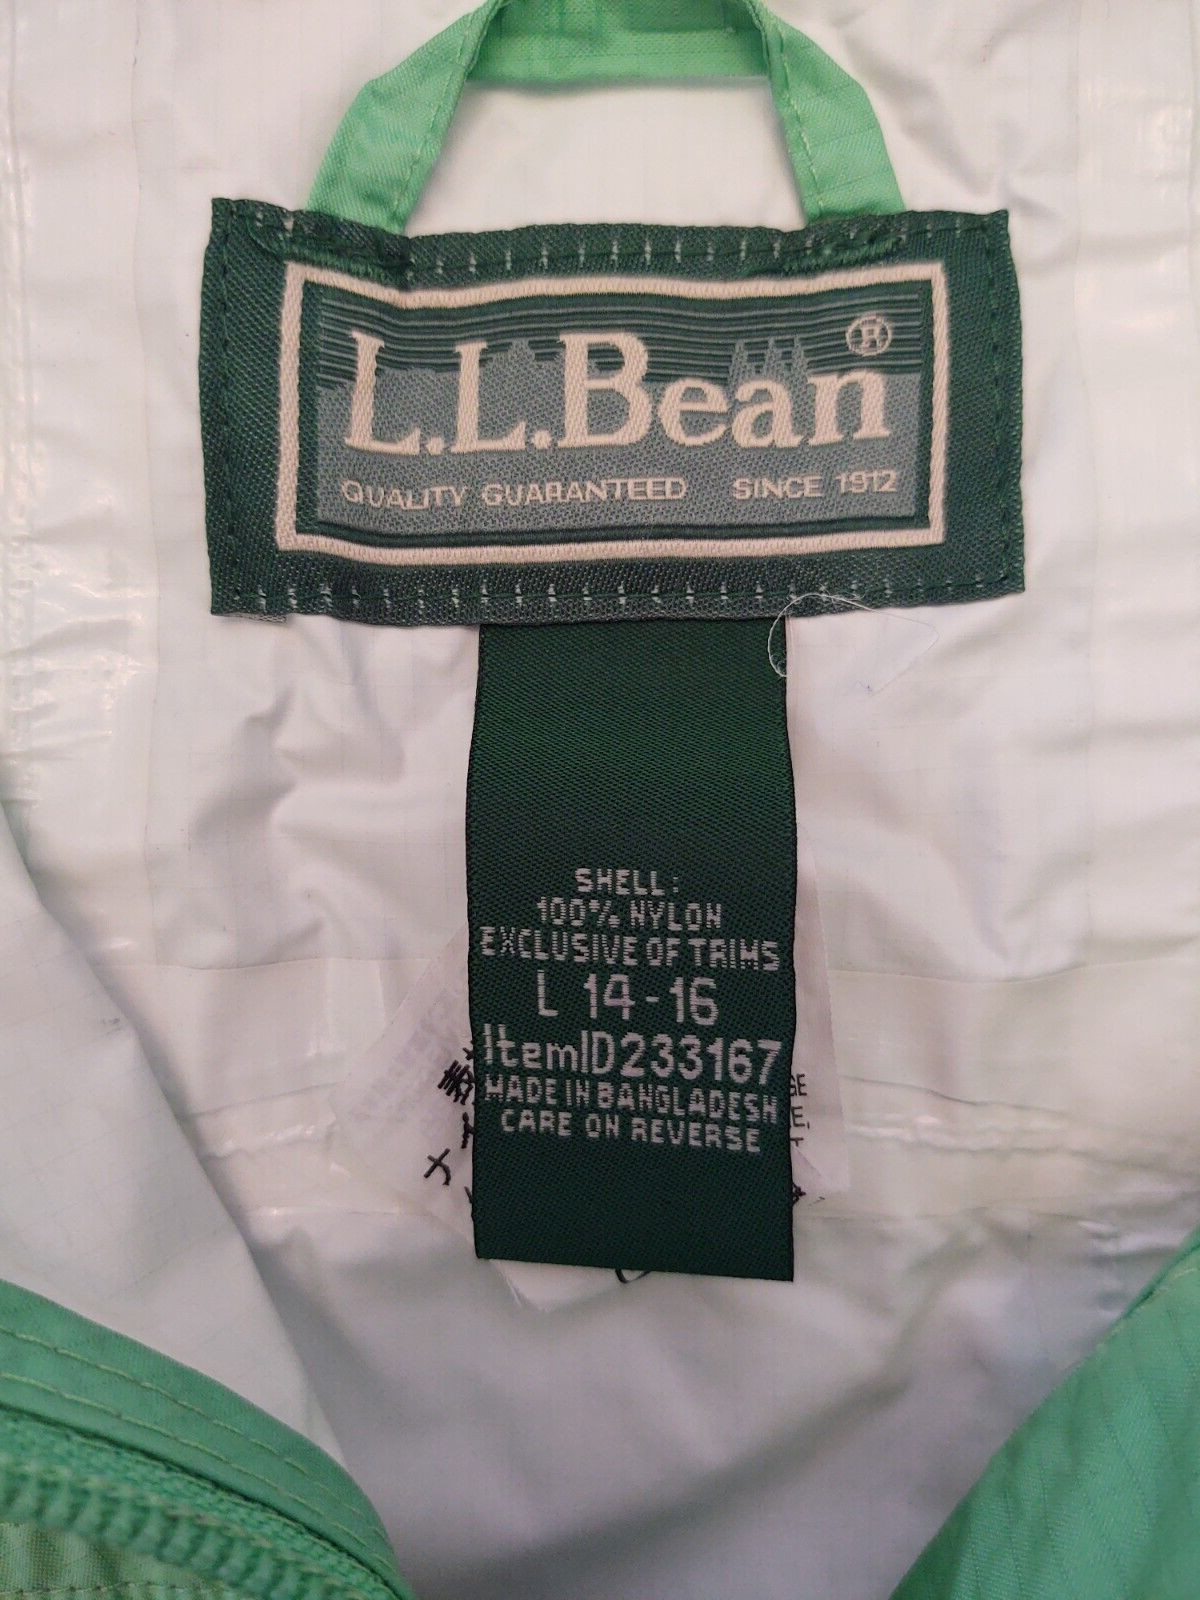 L.L.Bean®
QUALITY GUARANTEED SINCE 1912
SHELL:
100% NYLON
EXCLUSIVE OF TRIMS
L 14-16
ItemID233167
MADE IN BANGLADESH
CARE ON REVERSE